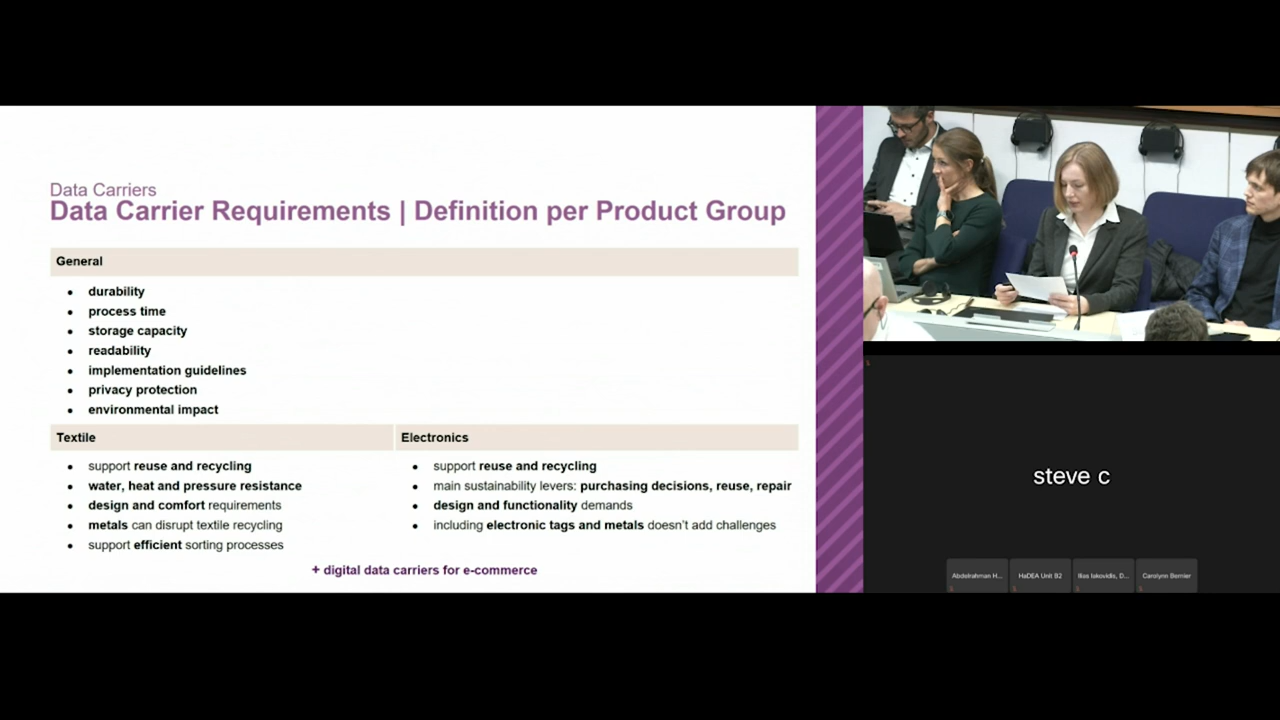 Data Carriers
Data Carrier Requirements | Definition per Product Group
General
• durability
• process time
• storage capacity
• readability
• implementation guidelines
• privacy protection
• environmental impact
Textile
• support reuse and recycling
• water, heat and pressure resistance
• design and comfort requirements
• metals can disrupt textile recycling
• support efficient sorting processes
Electronics
• support reuse and recycling
• main sustainability levers: purchasing decisions, reuse, repair
• design and functionality demands
• including electronic tags and metals doesn't add challenges
+ digital data carriers for e-commerce
steve c
Abdelrahman H...
HaDEA Unit B2
Ilias Iakovidis, D...
Carolynn Bernier